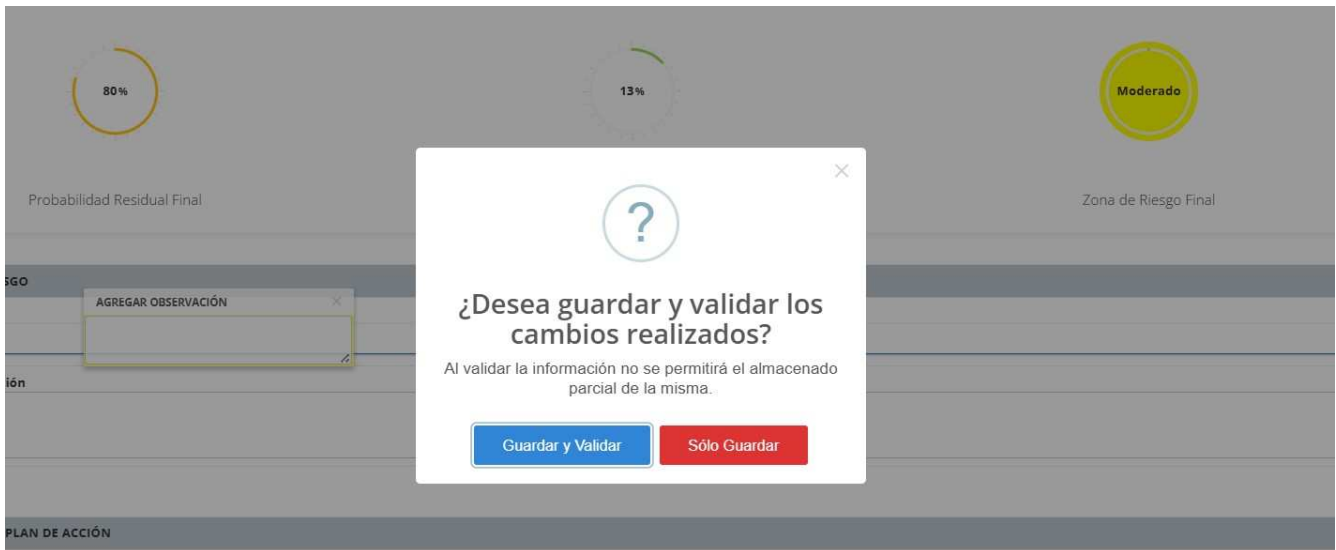 80%
13%
Moderado
Probabilidad Residual Final
Zona de Riesgo Final
SGO
AGREGAR OBSERVACIÓN
ión
?
¿Desea guardar y validar los
cambios realizados?
Al validar la información no se permitirá el almacenado
parcial de la misma.
Guardar y Validar
Sólo Guardar
PLAN DE ACCIÓN